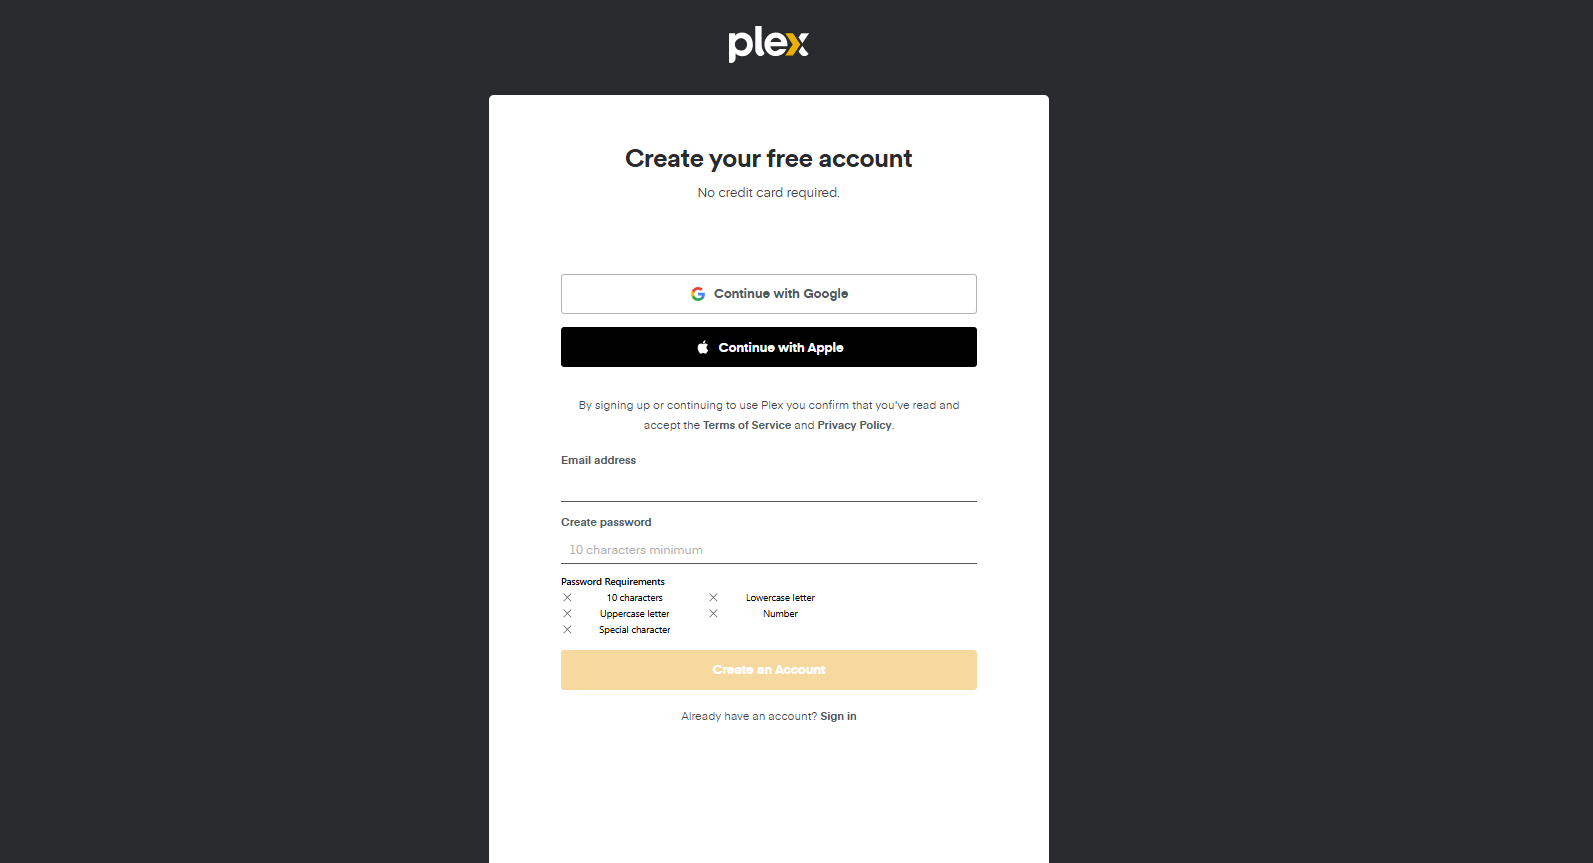 plex
Create your free account
No credit card required.
Continue with Google
Continue with Apple
By signing up or continuing to use Plex you confirm that you've read and
accept the Terms of Service and Privacy Policy.
Email address
Create password
10 characters minimum
Password Requirements
10 characters Lowercase letter
Uppercase letter Number
Special character
Create an Account
Already have an account? Sign in